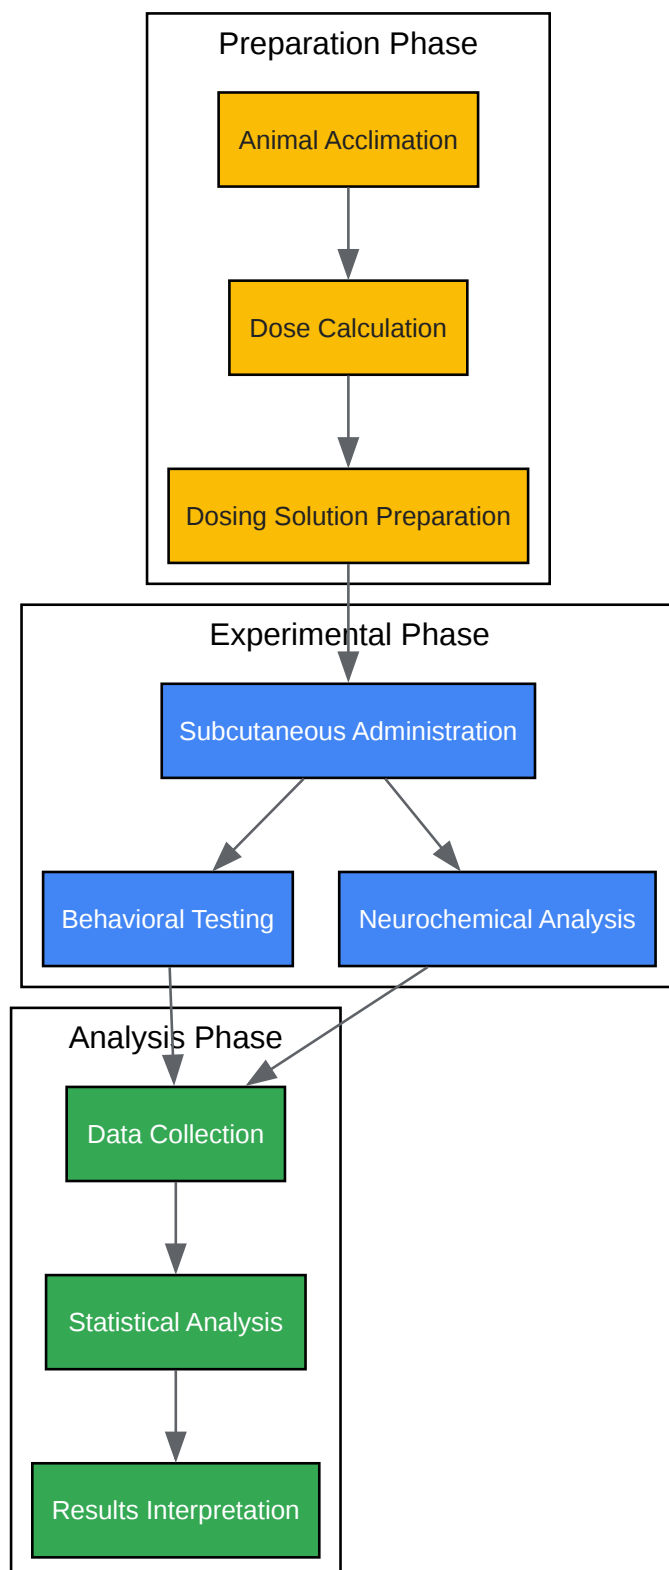 Preparation Phase
Animal Acclimation
Dose Calculation
Dosing Solution Preparation
Experimental Phase
Subcutaneous Administration
Behavioral Testing
Neurochemical Analysis
Analysis Phase
Data Collection
Statistical Analysis
Results Interpretation